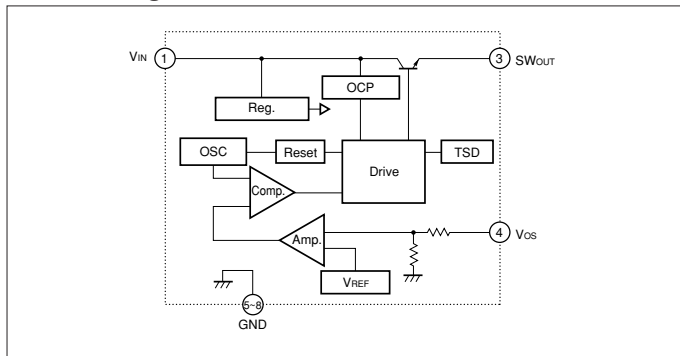 VIN 1
3 SWOUT
OCP
Reg.
OSC
Reset
Drive
TSD
Comp.
Amp.
4 VOS
VREF
5~8
GND